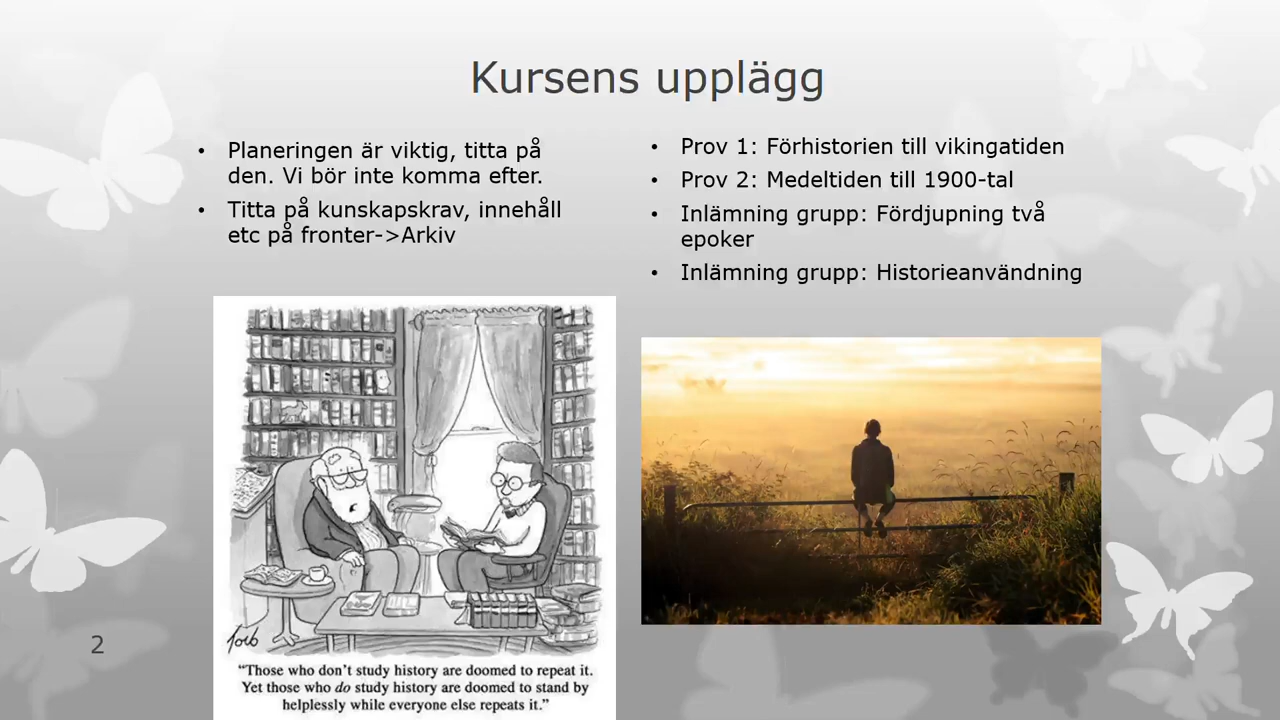 Kursens upplägg
• Planeringen är viktig, titta på
den. Vi bör inte komma efter.
• Titta på kunskapskrav, innehåll
etc på fronter->Arkiv
• Prov 1: Förhistorien till vikingatiden
• Prov 2: Medeltiden till 1900-tal
• Inlämning grupp: Fördjupning två
epoker
• Inlämning grupp: Historieanvändning
“Those who don’t study history are doomed to repeat it.
Yet those who do study history are doomed to stand by
helplessly while everyone else repeats it.”
2